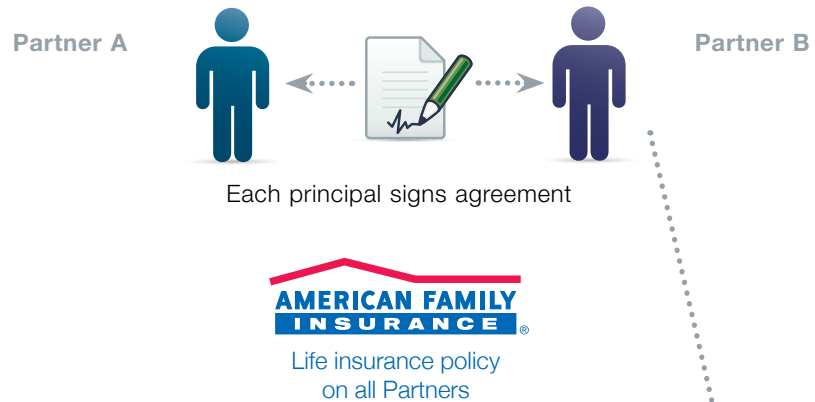 Partner A
Partner B
Each principal signs agreement
AMERICAN FAMILY
INSURANCE ®
Life insurance policy
on all Partners